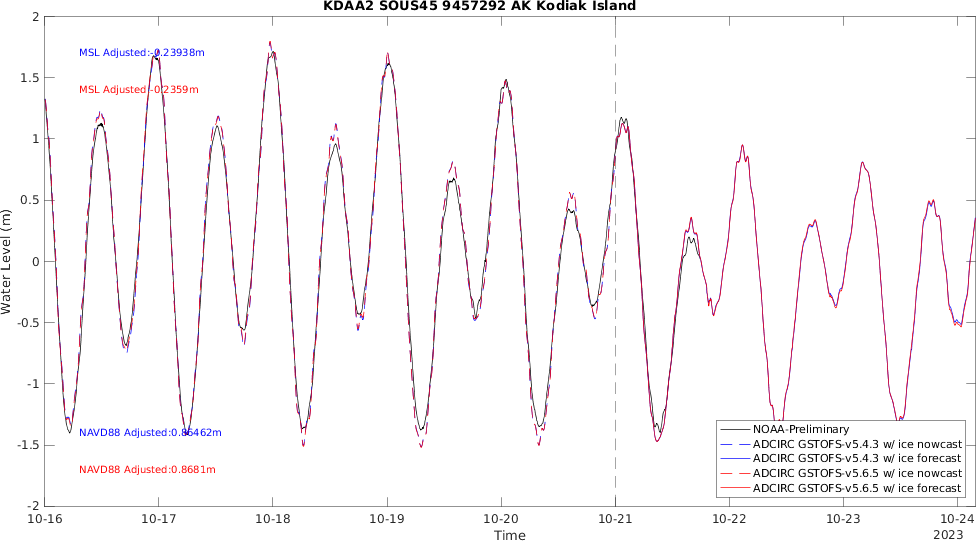 KDAA2 SOUS45 9457292 AK Kodiak Island
2
1.5
1
0.5
0
-0.5
-1
-1.5
-2
Water Level (m)
MSL Adjusted:-0.23938m
MSL Adjusted:-0.2359m
NAVD88 Adjusted:0.86462m
NAVD88 Adjusted:0.8681m
NOAA-Preliminary
ADCIRC GSTOFS-v5.4.3 w/ ice nowcast
ADCIRC GSTOFS-v5.4.3 w/ ice forecast
ADCIRC GSTOFS-v5.6.5 w/ ice nowcast
ADCIRC GSTOFS-v5.6.5 w/ ice forecast
10-16 10-17 10-18 10-19 10-20 10-21 10-22 10-23 10-24
Time
2023